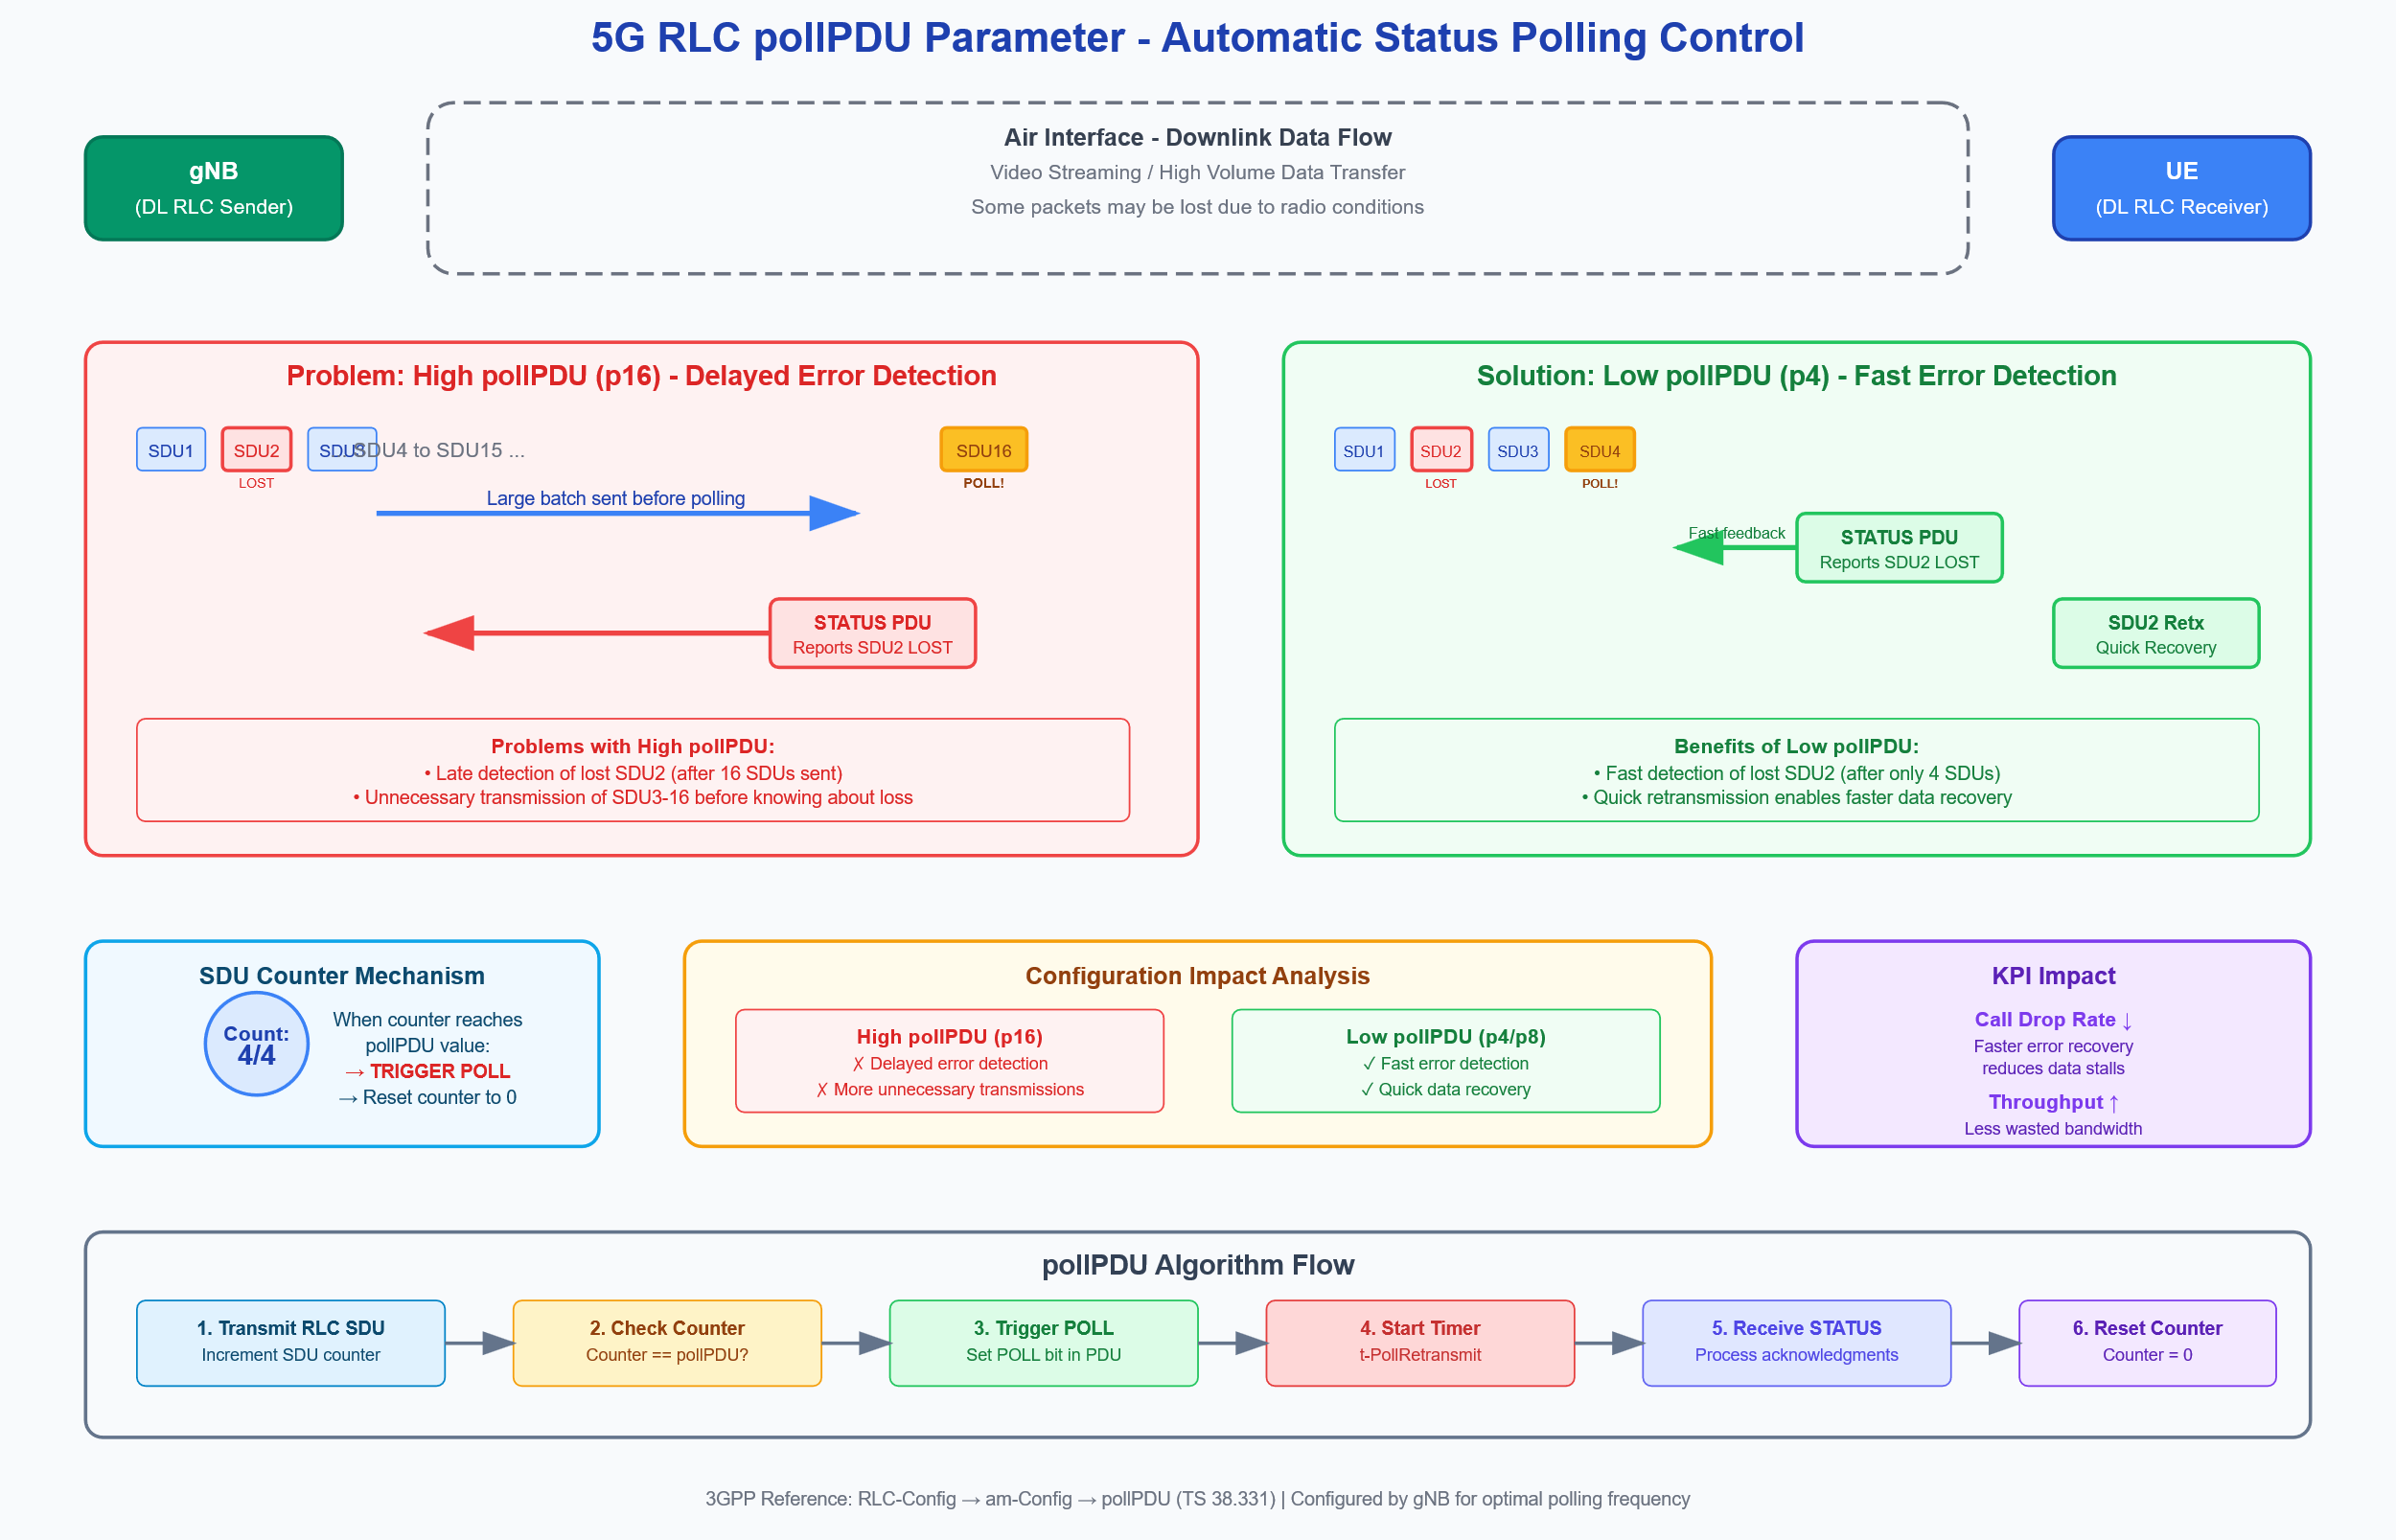 5G RLC pollPDU Parameter - Automatic Status Polling Control
gNB
(DL RLC Sender)
Air Interface - Downlink Data Flow
Video Streaming / High Volume Data Transfer
Some packets may be lost due to radio conditions
UE
(DL RLC Receiver)
Problem: High pollPDU (p16) - Delayed Error Detection
SDU1
SDU2
LOST
SDU3
SDU4 to SDU15 ...
SDU16
POLL!
Large batch sent before polling
STATUS PDU
Reports SDU2 LOST
Problems with High pollPDU:
• Late detection of lost SDU2 (after 16 SDUs sent)
• Unnecessary transmission of SDU3-16 before knowing about loss
Solution: Low pollPDU (p4) - Fast Error Detection
SDU1
SDU2
LOST
SDU3
SDU4
POLL!
Fast feedback
STATUS PDU
Reports SDU2 LOST
SDU2 Retx
Quick Recovery
Benefits of Low pollPDU:
• Fast detection of lost SDU2 (after only 4 SDUs)
• Quick retransmission enables faster data recovery
SDU Counter Mechanism
Count:
4/4
When counter reaches
pollPDU value:
→ TRIGGER POLL
→ Reset counter to 0
Configuration Impact Analysis
High pollPDU (p16)
✗ Delayed error detection
✗ More unnecessary transmissions
Low pollPDU (p4/p8)
✓ Fast error detection
✓ Quick data recovery
KPI Impact
Call Drop Rate ↓
Faster error recovery
reduces data stalls
Throughput ↑
Less wasted bandwidth
pollPDU Algorithm Flow
1. Transmit RLC SDU
Increment SDU counter
2. Check Counter
Counter == pollPDU?
3. Trigger POLL
Set POLL bit in PDU
4. Start Timer
t-PollRetransmit
5. Receive STATUS
Process acknowledgments
6. Reset Counter
Counter = 0
3GPP Reference: RLC-Config → am-Config → pollPDU (TS 38.331) | Configured by gNB for optimal polling frequency